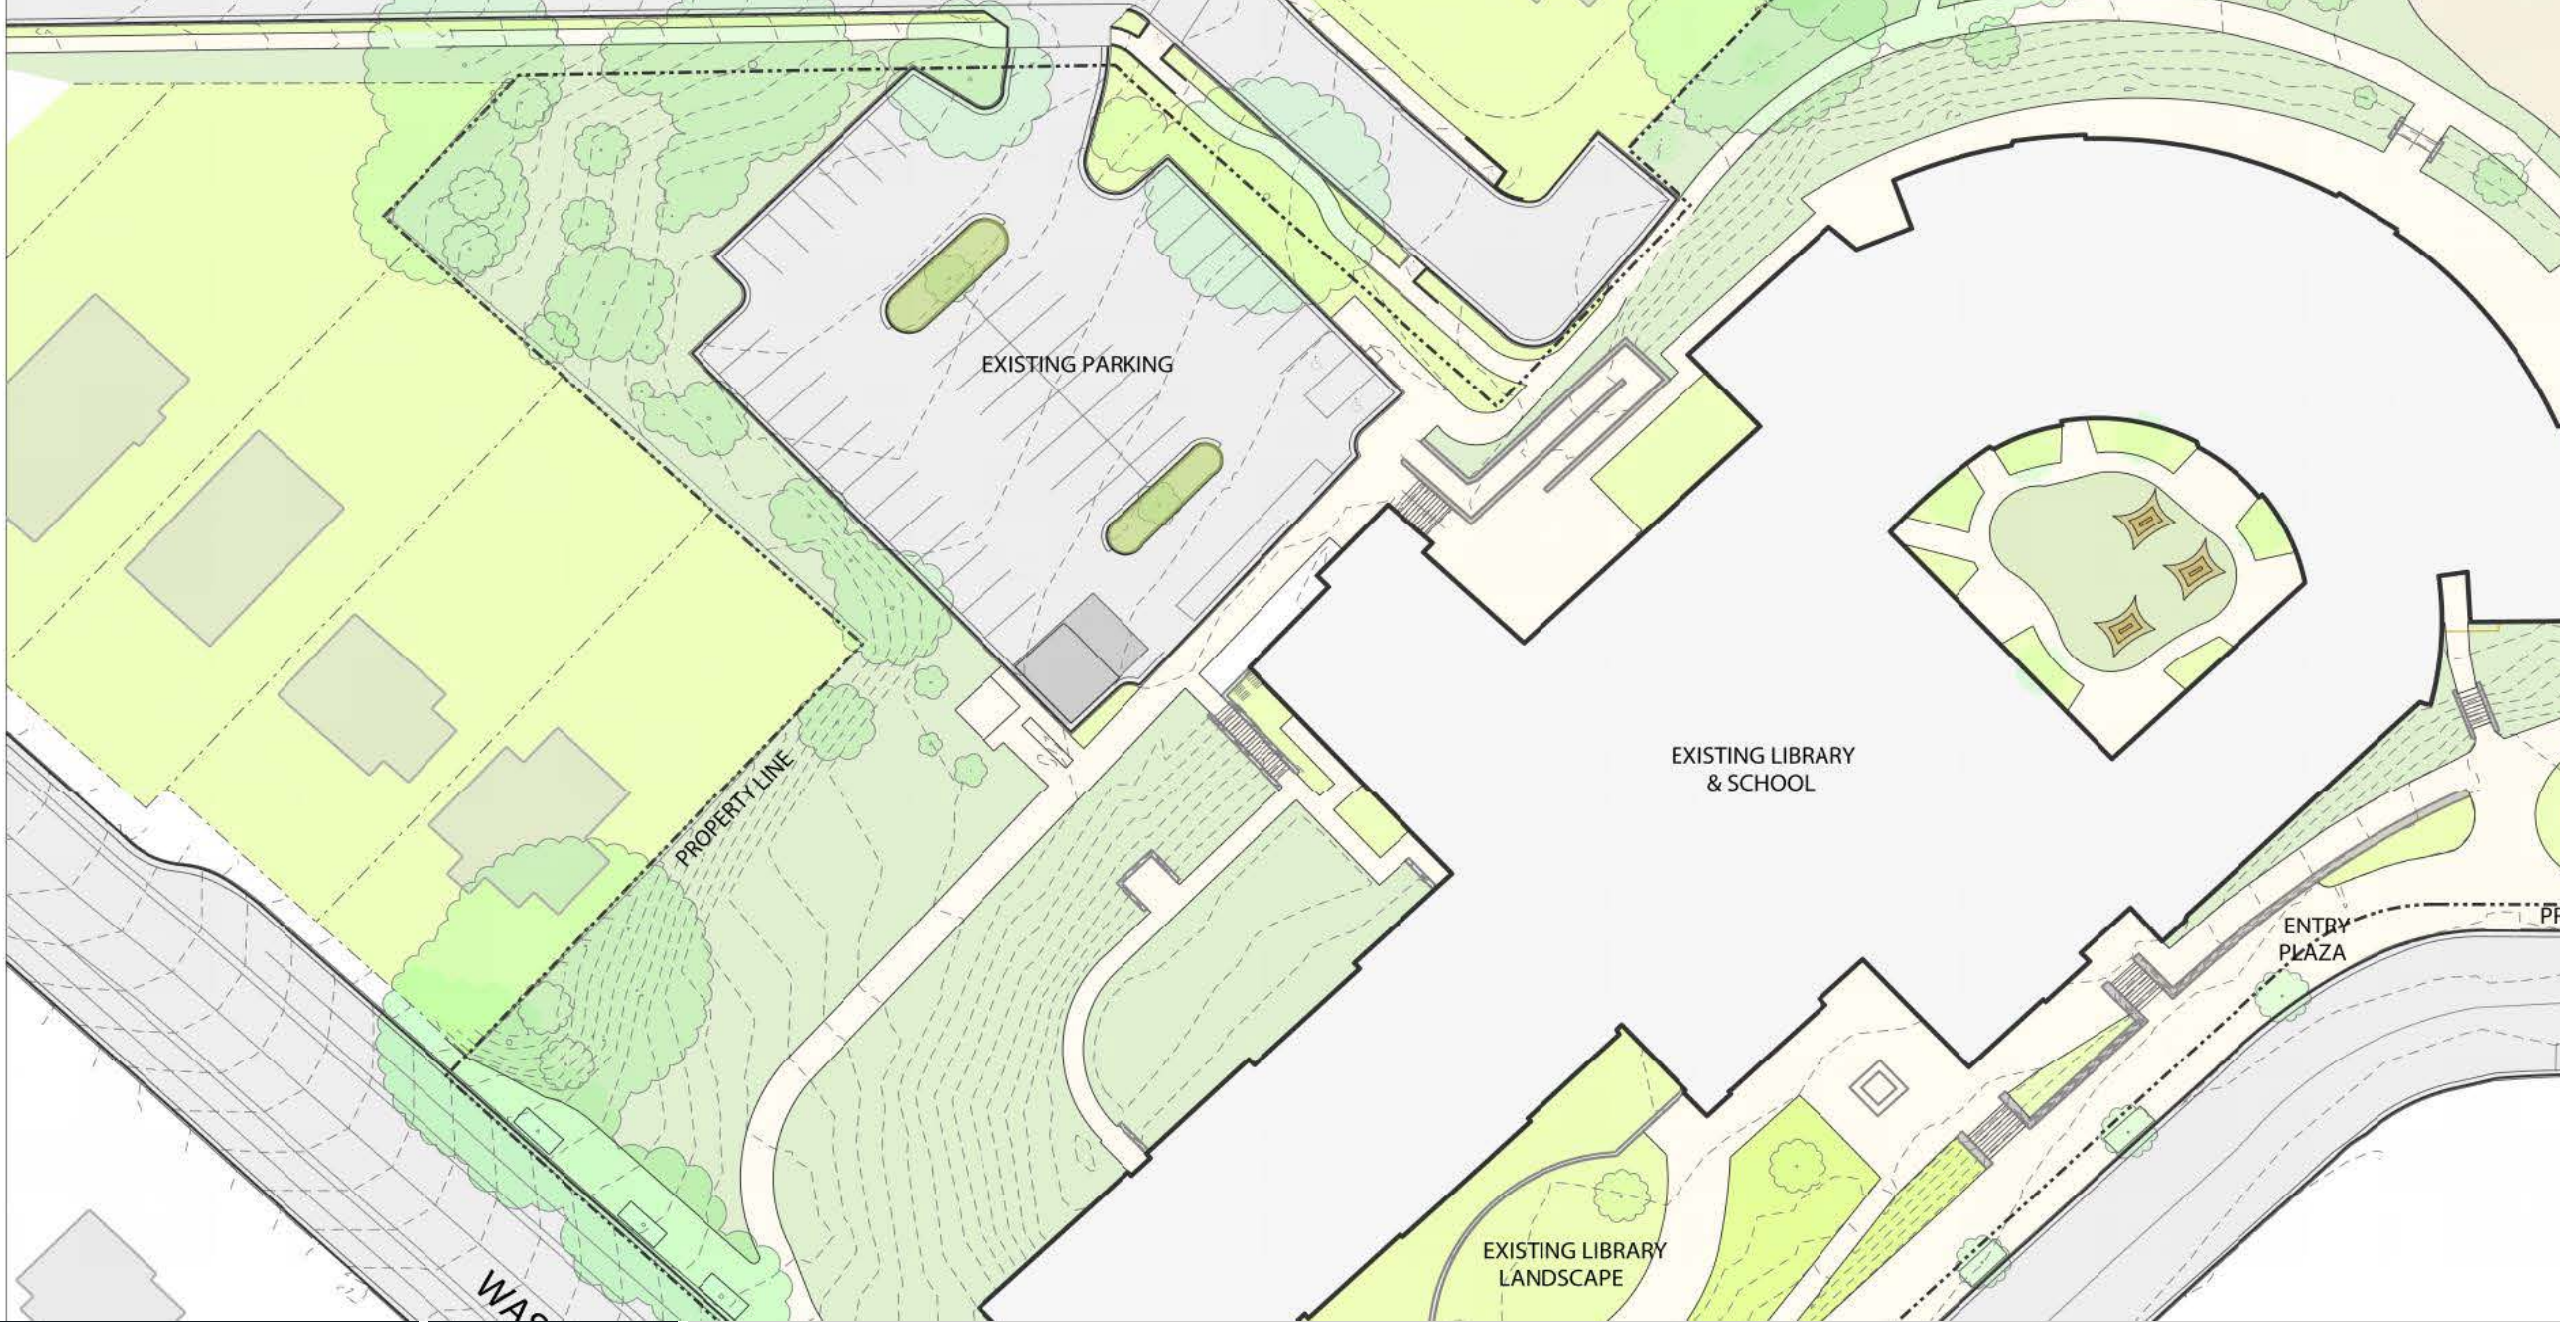 EXISTING PARKING
EXISTING LIBRARY
& SCHOOL
PROPERTY LINE
ENTRY
PLAZA
EXISTING LIBRARY
LANDSCAPE